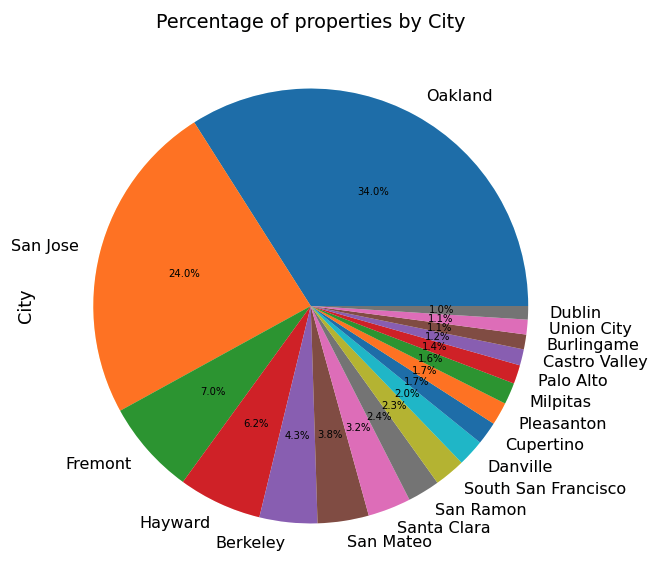 Percentage of properties by City
Oakland
34.0%
San Jose
24.0%
City
Fremont
7.0%
Hayward
6.2%
Berkeley
4.3%
San Mateo
3.8%
Santa Clara
3.2%
San Ramon
2.4%
South San Francisco
2.3%
Danville
2.0%
Cupertino
1.7%
Pleasanton
1.7%
Milpitas
1.6%
Palo Alto
1.4%
Castro Valley
1.2%
Burlingame
1.1%
Union City
1.1%
Dublin
1.0%